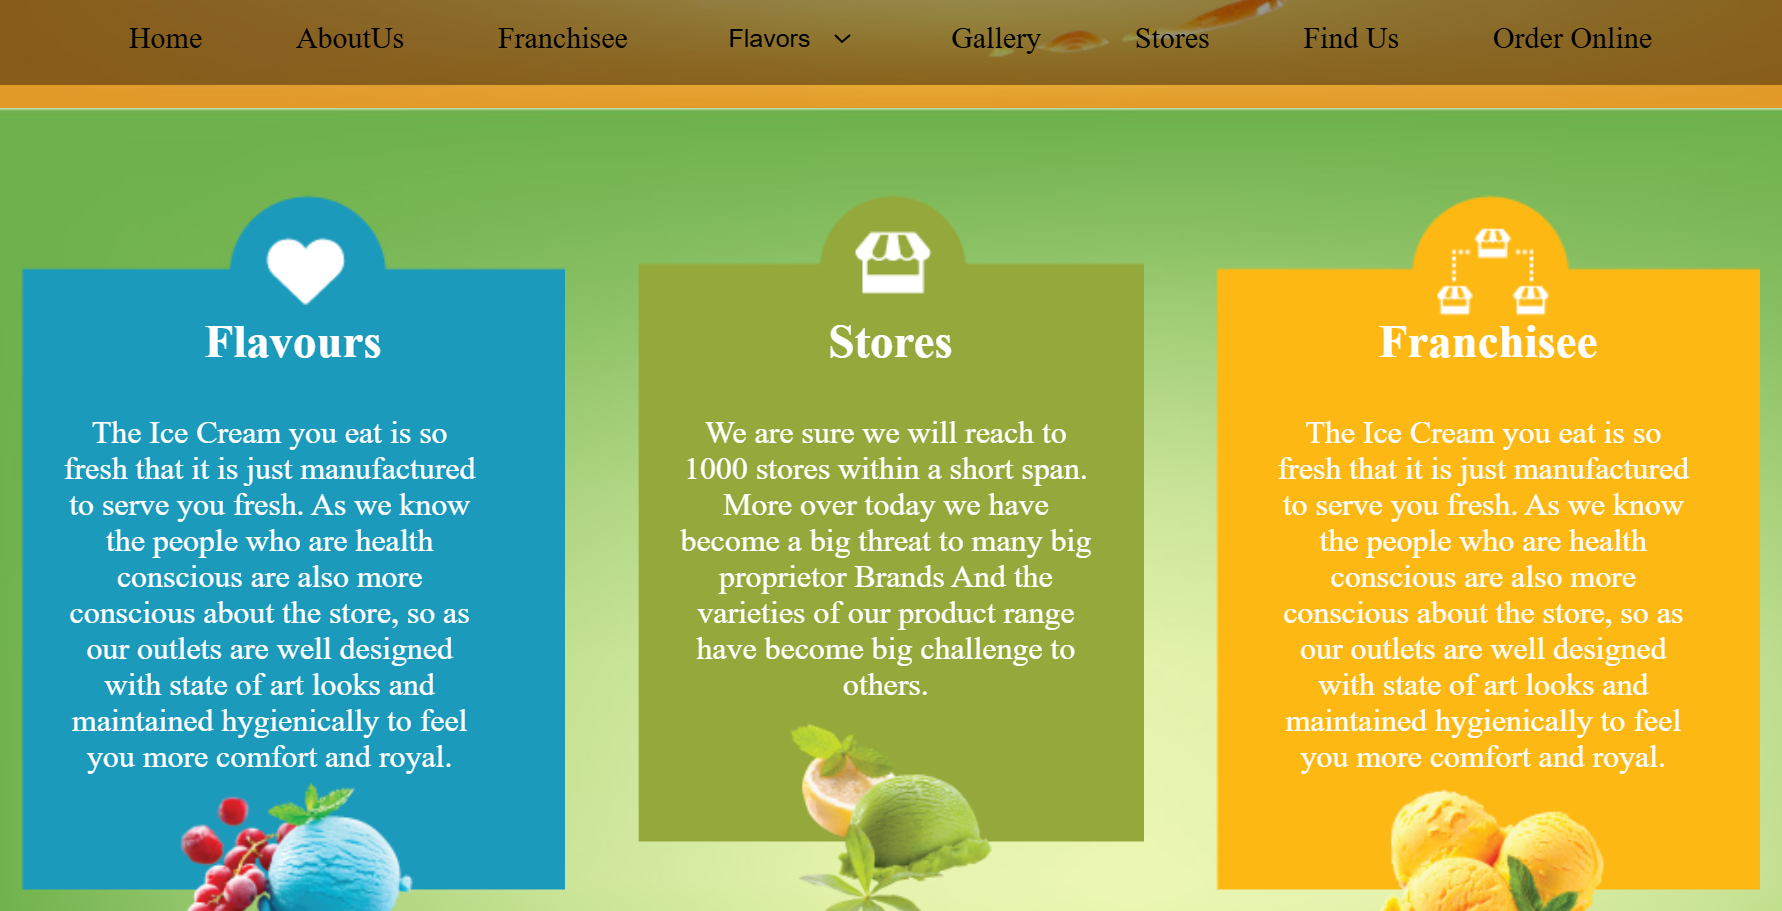 Home AboutUs Franchisee Flavors Gallery Stores Find Us Order Online
Flavours
The Ice Cream you eat is so
fresh that it is just manufactured
to serve you fresh. As we know
the people who are health
conscious are also more
conscious about the store, so as
our outlets are well designed
with state of art looks and
maintained hygienically to feel
you more comfort and royal.
Stores
We are sure we will reach to
1000 stores within a short span.
More over today we have
become a big threat to many big
proprietor Brands And the
varieties of our product range
have become big challenge to
others.
Franchisee
The Ice Cream you eat is so
fresh that it is just manufactured
to serve you fresh. As we know
the people who are health
conscious are also more
conscious about the store, so as
our outlets are well designed
with state of art looks and
maintained hygienically to feel
you more comfort and royal.